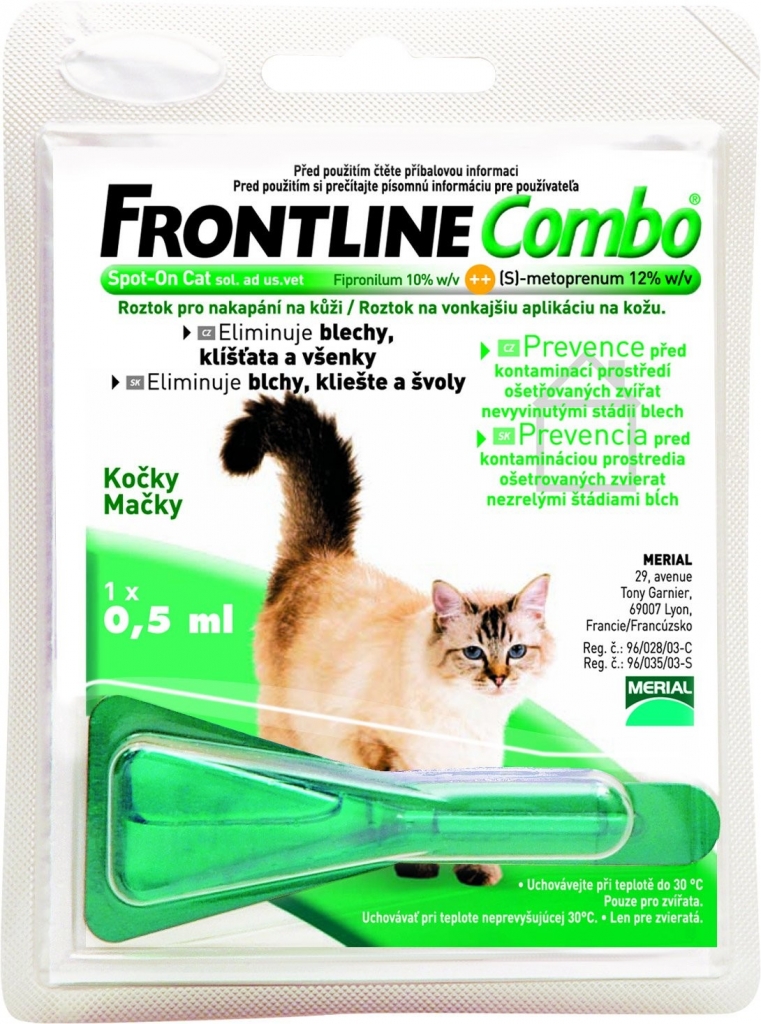 Před použitím čtěte příbalovou informaci
Pred použitím si prečítajte písomnú informáciu pre používateľa
FRONTLINE Combo®
Spot-On Cat sol. ad us.vet Fipronilum 10% w/v ++ (S)-metoprenum 12% w/v
Roztok pro nakapání na kůži / Roztok na vonkajšiu aplikáciu na kožu.
CZ Eliminuje blechy,
klíšťata a všenky
SK Eliminuje blchy, kliešte a švoly
CZ Prevence před
kontaminací prostředí
ošetřovaných zvířat
nevyvinutými stádii blech
SK Prevencia pred
kontamináciou prostredia
ošetrovaných zvierat
nezrelými štádiami bĺch
Kočky
Mačky
1 x
0,5 ml
MERIAL
29, avenue
Tony Garnier,
69007 Lyon,
Francie/Francúzsko
Reg. č.: 96/028/03-C
Reg. č.: 96/035/03-S
MERIAL
• Uchovávejte při teplotě do 30 °C
Pouze pro zvířata.
Uchovávať pri teplote neprevyšujúcej 30°C. • Len pre zvieratá.